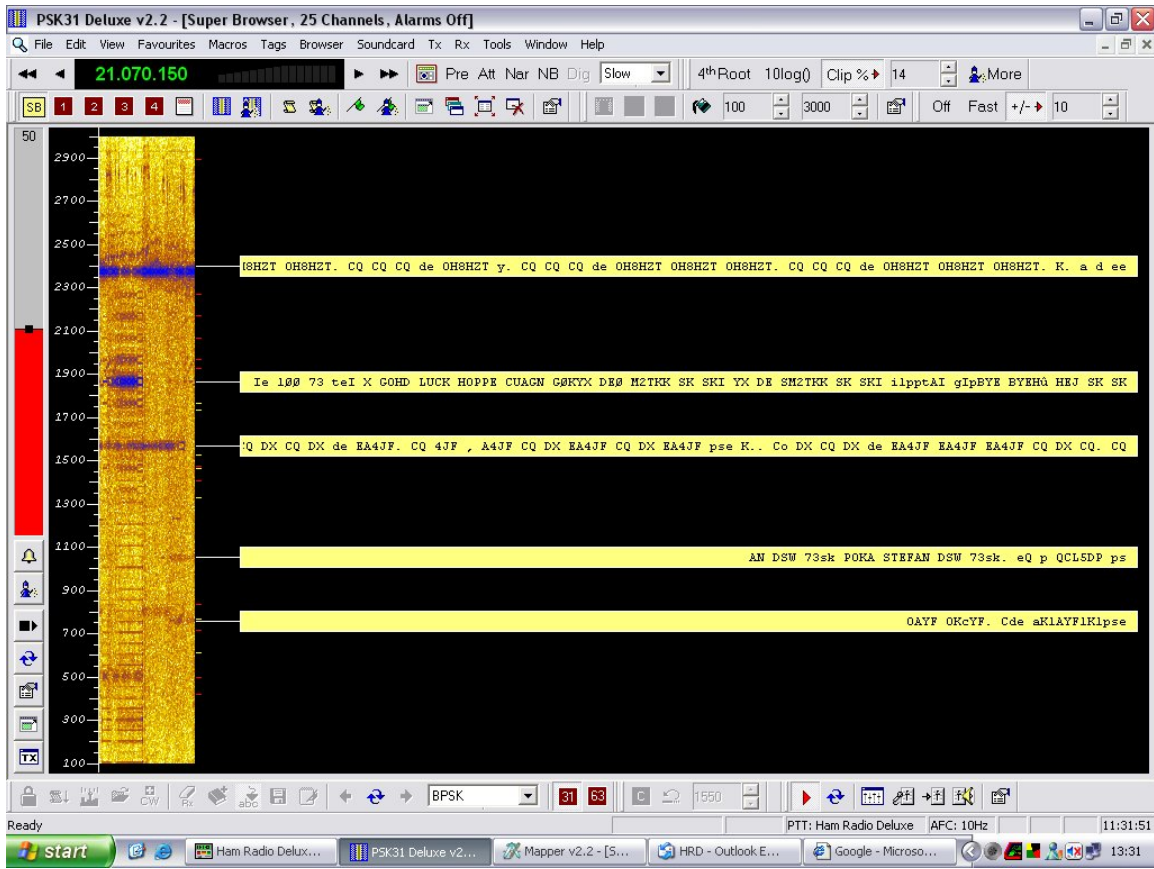 PSK31 Deluxe v2.2 - [Super Browser, 25 Channels, Alarms Off]
File Edit View Favourites Macros Tags Browser Soundcard Tx Rx Tools Window Help
21.070.150 Pre Att Nar NB Dig Slow 4thRoot 10log() Clip % 14 More
SB 1 2 3 4 100 3000 Off Fast +/- 10
50
2900
2700
2500
(8HZT OH8HZT. CQ CQ CQ de OH8HZT y. CQ CQ CQ de OH8HZT OH8HZT OH8HZT. CQ CQ CQ de OH8HZT OH8HZT OH8HZT. K. a d ee
2300
2100
1900
Ie 1ØØ 73 teI X GOHD LUCK HOPPE CUAGN GØKYX DEØ M2TKK SK SKI YX DE SM2TKK SK SKI ilpptAI gIpBYE BYEHû HEJ SK SK
1700
:Q DX CQ DX de EA4JF. CQ 4JF , A4JF CQ DX EA4JF CQ DX EA4JF pse K.. Co DX CQ DX de EA4JF EA4JF EA4JF CQ DX CQ. CQ
1500
1300
1100
AN DSW 73sk POKA STEFAN DSW 73sk. eQ p QCL5DP ps
900
OAYF OKcYF. Cde aK1AYF1K1pse
700
500
300
100
TX
CW Rx abc BPSK 31 63 C 1550
Ready PTT: Ham Radio Deluxe AFC: 10Hz 11:31:51
start Ham Radio Delux... PSK31 Deluxe v2... Mapper v2.2 - [S... HRD - Outlook E... Google - Microso... 13:31